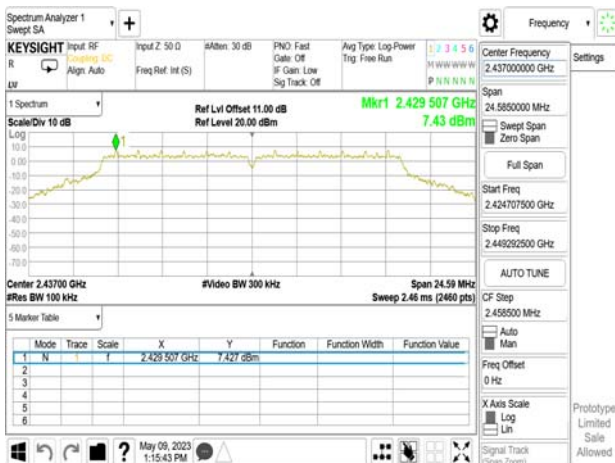 Spectrum Analyzer 1
Swept SA
+
Frequency
KEYSIGHT
Input: RF
Coupling: DC
Align: Auto
Input Z: 50 Ω
Freq Ref: Int (S)
#Atten: 30 dB
PNO: Fast
Gate: Off
IF Gain: Low
Sig Track: Off
Avg Type: Log-Power
Trig: Free Run
1 2 3 4 5 6
M W W W W W
P N N N N N
R
1 Spectrum
Scale/Div 10 dB
Ref Lvl Offset 11.00 dB
Ref Level 20.00 dBm
Mkr1 2.429 507 GHz
7.43 dBm
Log
10.0
0.00
-10.0
-20.0
-30.0
-40.0
-50.0
-60.0
-70.0
1
Center 2.43700 GHz
#Res BW 100 kHz
#Video BW 300 kHz
Span 24.59 MHz
Sweep 2.46 ms (2460 pts)
5 Marker Table
Mode Trace Scale X Y Function Function Width Function Value
1 N 1 f 2.429 507 GHz 7.427 dBm
2
3
4
5
6
May 09, 2023
1:15:43 PM
Center Frequency
2.437000000 GHz
Span
24.5850000 MHz
Swept Span
Zero Span
Full Span
Start Freq
2.424707500 GHz
Stop Freq
2.449292500 GHz
AUTO TUNE
CF Step
2.458500 MHz
Auto
Man
Freq Offset
0 Hz
X Axis Scale
Log
Lin
Signal Track
(Span Zoom)
Settings
Prototype
Limited
Sale
Allowed